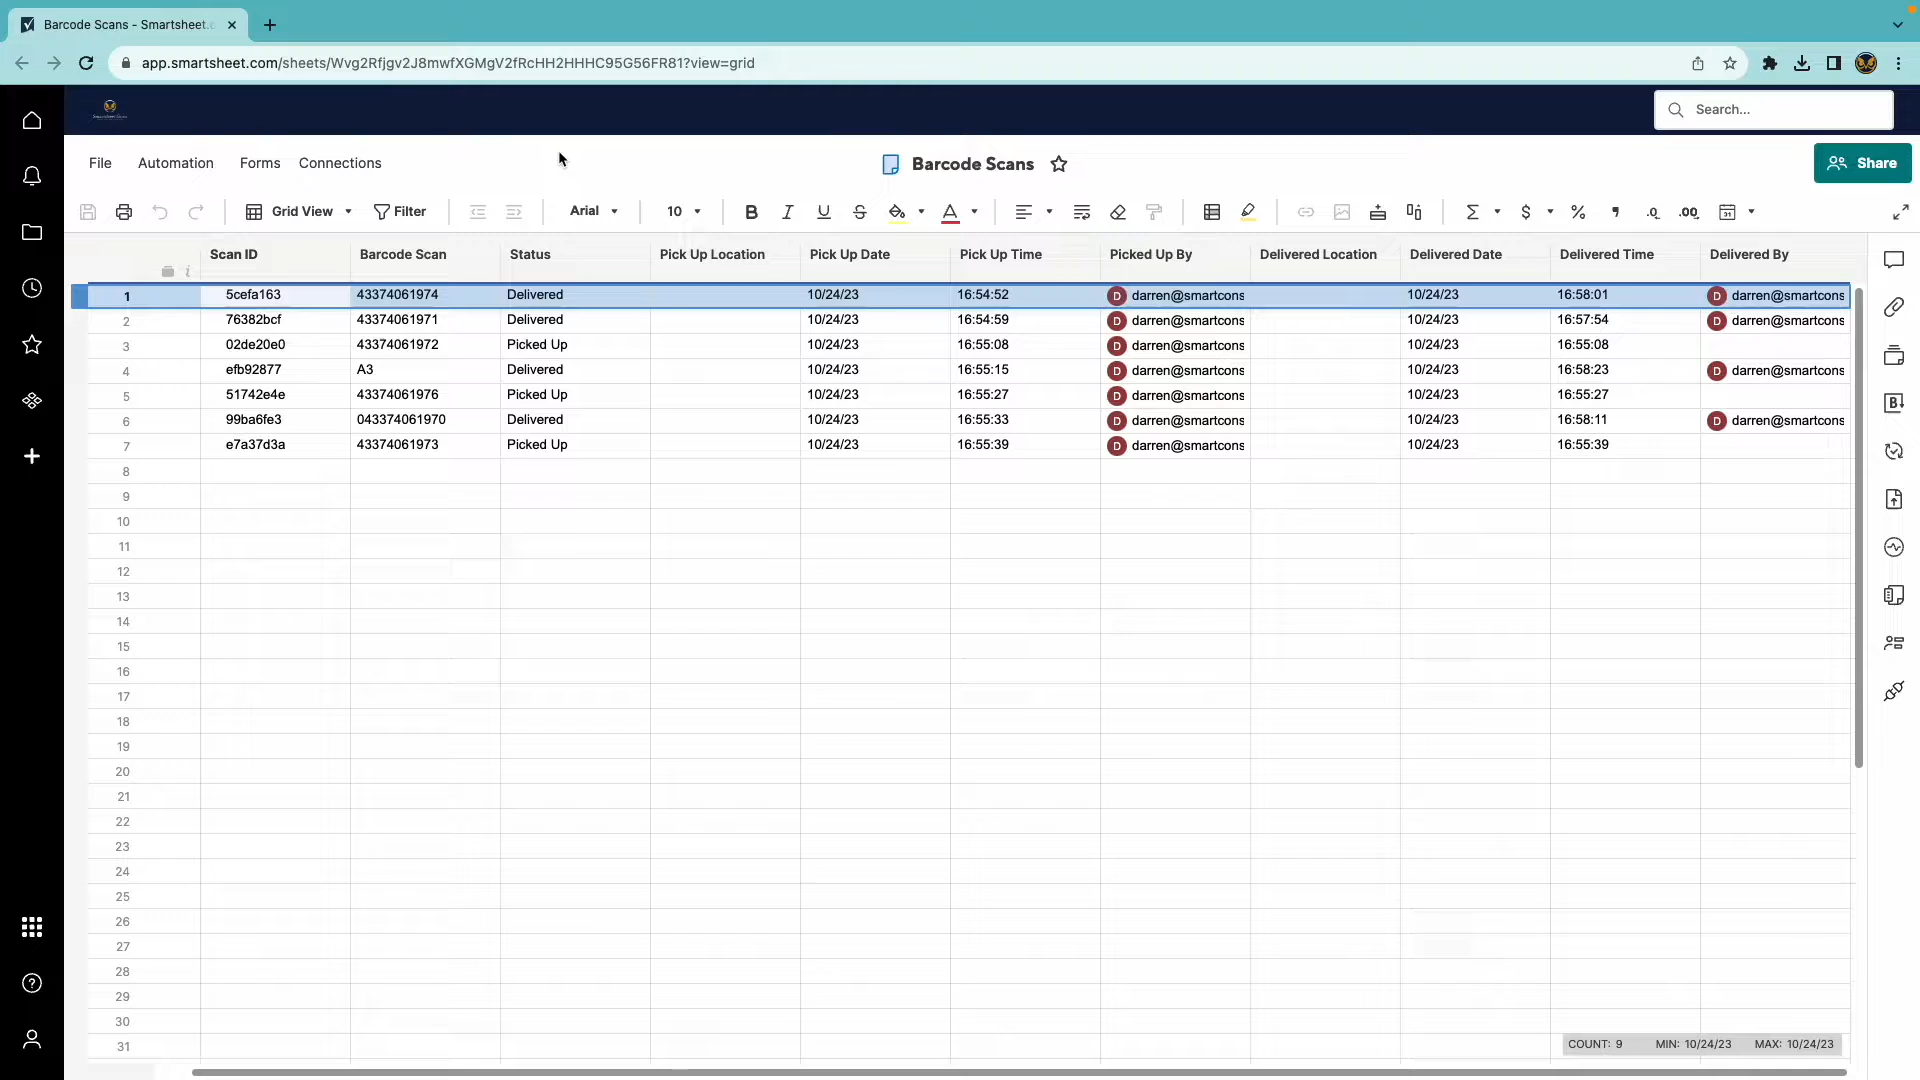 Barcode Scans - Smartsheet.c
app.smartsheet.com/sheets/Wvg2Rfjgv2J8mwfXGMgV2fRcHH2HHHC95G56FR81?view=grid
Search...
File Automation Forms Connections
Barcode Scans
Share
Grid View Filter Arial 10 B I U S A Σ $ % .0 .00 31
Scan ID Barcode Scan Status Pick Up Location Pick Up Date Pick Up Time Picked Up By Delivered Location Delivered Date Delivered Time Delivered By
1 5cefa163 43374061974 Delivered 10/24/23 16:54:52 D darren@smartcons 10/24/23 16:58:01 D darren@smartcons
2 76382bcf 43374061971 Delivered 10/24/23 16:54:59 D darren@smartcons 10/24/23 16:57:54 D darren@smartcons
3 02de20e0 43374061972 Picked Up 10/24/23 16:55:08 D darren@smartcons 10/24/23 16:55:08
4 efb92877 A3 Delivered 10/24/23 16:55:15 D darren@smartcons 10/24/23 16:58:23 D darren@smartcons
5 51742e4e 43374061976 Picked Up 10/24/23 16:55:27 D darren@smartcons 10/24/23 16:55:27
6 99ba6fe3 043374061970 Delivered 10/24/23 16:55:33 D darren@smartcons 10/24/23 16:58:11 D darren@smartcons
7 e7a37d3a 43374061973 Picked Up 10/24/23 16:55:39 D darren@smartcons 10/24/23 16:55:39
8
9
10
11
12
13
14
15
16
17
18
19
20
21
22
23
24
25
26
27
28
29
30
31
COUNT: 9 MIN: 10/24/23 MAX: 10/24/23